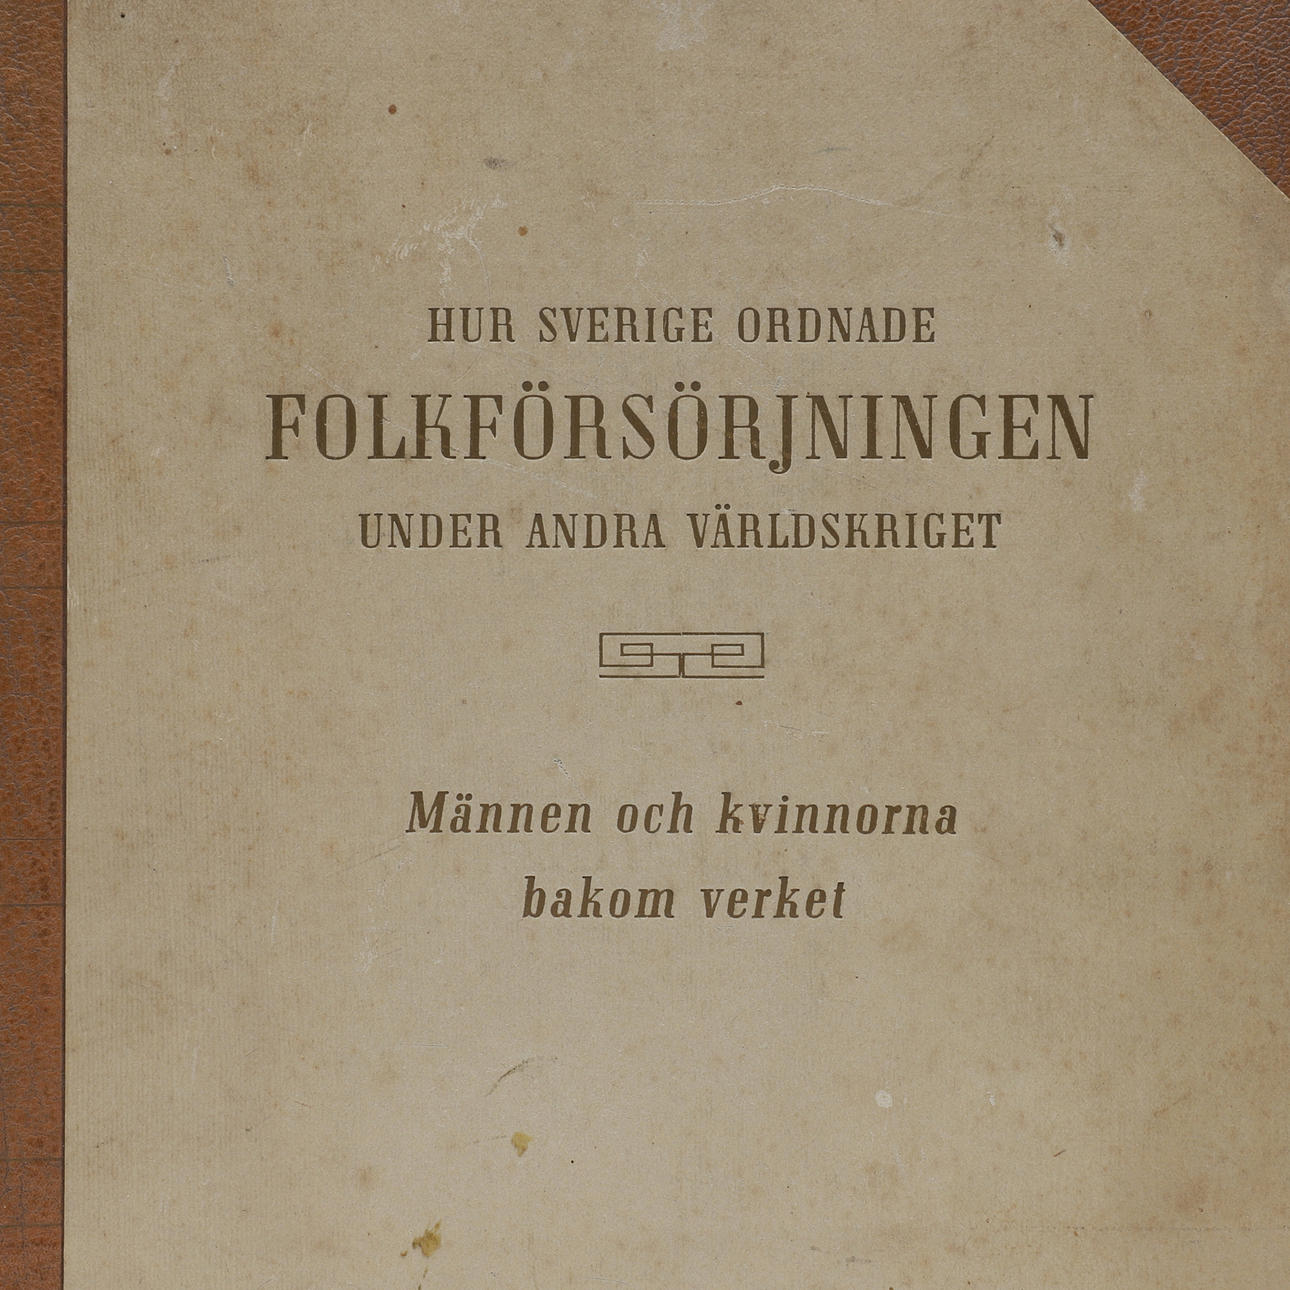 HUR SVERIGE ORDNADE
FOLKFÖRSÖRJNINGEN
UNDER ANDRA VÄRLDSKRIGET
Männen och kvinnorna
bakom verket